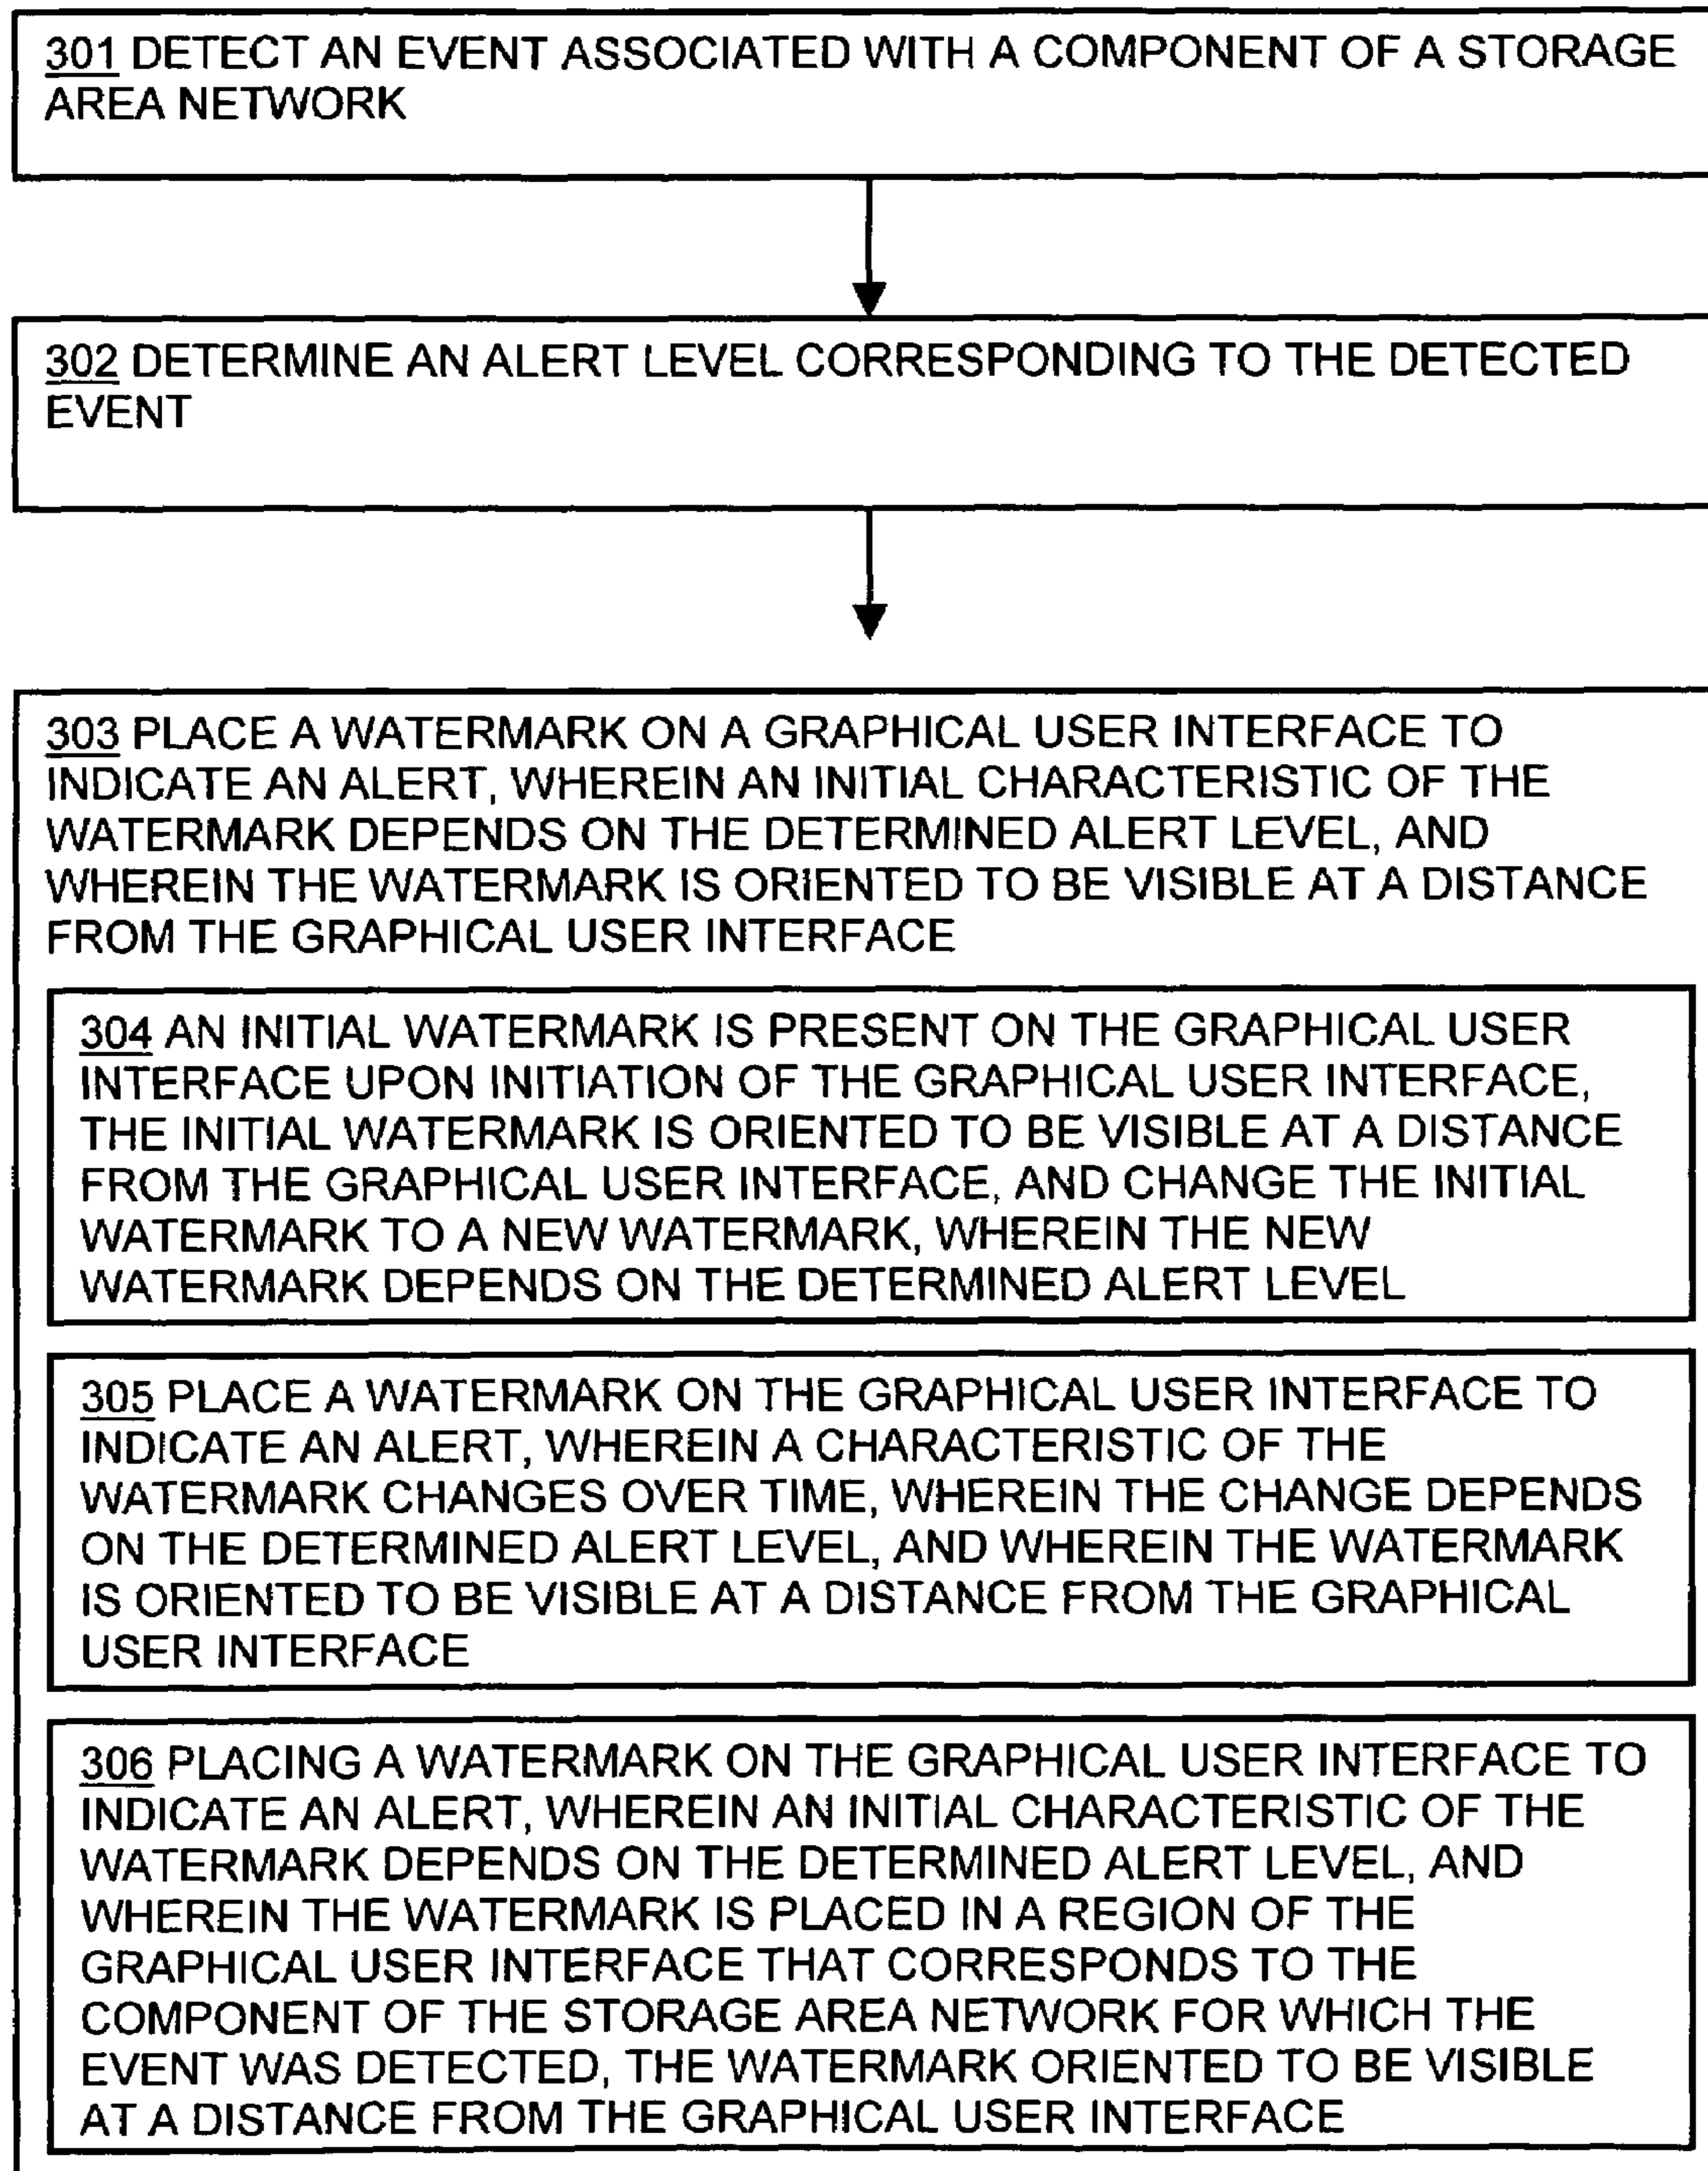 301 DETECT AN EVENT ASSOCIATED WITH A COMPONENT OF A STORAGE
AREA NETWORK
302 DETERMINE AN ALERT LEVEL CORRESPONDING TO THE DETECTED
EVENT
303 PLACE A WATERMARK ON A GRAPHICAL USER INTERFACE TO
INDICATE AN ALERT, WHEREIN AN INITIAL CHARACTERISTIC OF THE
WATERMARK DEPENDS ON THE DETERMINED ALERT LEVEL, AND
WHEREIN THE WATERMARK IS ORIENTED TO BE VISIBLE AT A DISTANCE
FROM THE GRAPHICAL USER INTERFACE
304 AN INITIAL WATERMARK IS PRESENT ON THE GRAPHICAL USER
INTERFACE UPON INITIATION OF THE GRAPHICAL USER INTERFACE,
THE INITIAL WATERMARK IS ORIENTED TO BE VISIBLE AT A DISTANCE
FROM THE GRAPHICAL USER INTERFACE, AND CHANGE THE INITIAL
WATERMARK TO A NEW WATERMARK, WHEREIN THE NEW
WATERMARK DEPENDS ON THE DETERMINED ALERT LEVEL
305 PLACE A WATERMARK ON THE GRAPHICAL USER INTERFACE TO
INDICATE AN ALERT, WHEREIN A CHARACTERISTIC OF THE
WATERMARK CHANGES OVER TIME, WHEREIN THE CHANGE DEPENDS
ON THE DETERMINED ALERT LEVEL, AND WHEREIN THE WATERMARK
IS ORIENTED TO BE VISIBLE AT A DISTANCE FROM THE GRAPHICAL
USER INTERFACE
306 PLACING A WATERMARK ON THE GRAPHICAL USER INTERFACE TO
INDICATE AN ALERT, WHEREIN AN INITIAL CHARACTERISTIC OF THE
WATERMARK DEPENDS ON THE DETERMINED ALERT LEVEL, AND
WHEREIN THE WATERMARK IS PLACED IN A REGION OF THE
GRAPHICAL USER INTERFACE THAT CORRESPONDS TO THE
COMPONENT OF THE STORAGE AREA NETWORK FOR WHICH THE
EVENT WAS DETECTED, THE WATERMARK ORIENTED TO BE VISIBLE
AT A DISTANCE FROM THE GRAPHICAL USER INTERFACE